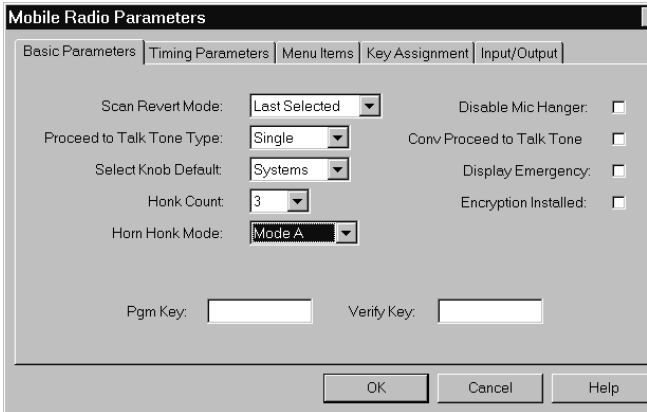 Mobile Radio Parameters
Basic Parameters Timing Parameters Menu Items Key Assignment Input/Output
Scan Revert Mode: Last Selected Disable Mic Hanger:
Proceed to Talk Tone Type: Single Conv Proceed to Talk Tone
Select Knob Default: Systems Display Emergency:
Honk Count: 3 Encryption Installed:
Horn Honk Mode: Mode A
Pgm Key: Verify Key:
OK Cancel Help